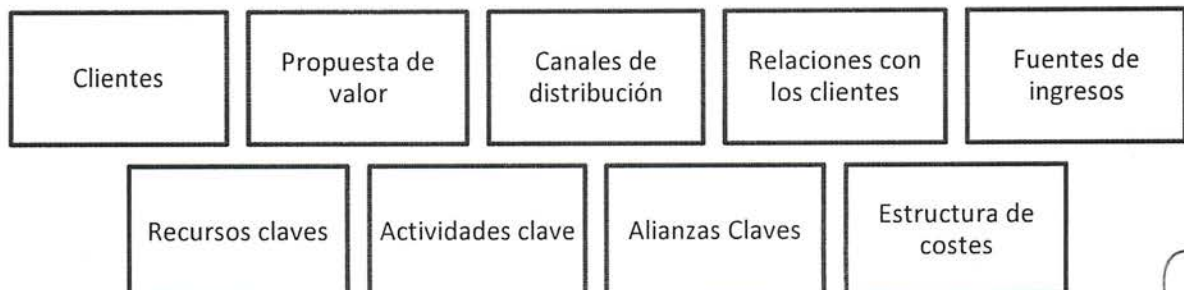 Clientes
Propuesta de
valor
Canales de
distribución
Relaciones con
los clientes
Fuentes de
ingresos
Recursos claves
Actividades clave
Alianzas Claves
Estructura de
costes